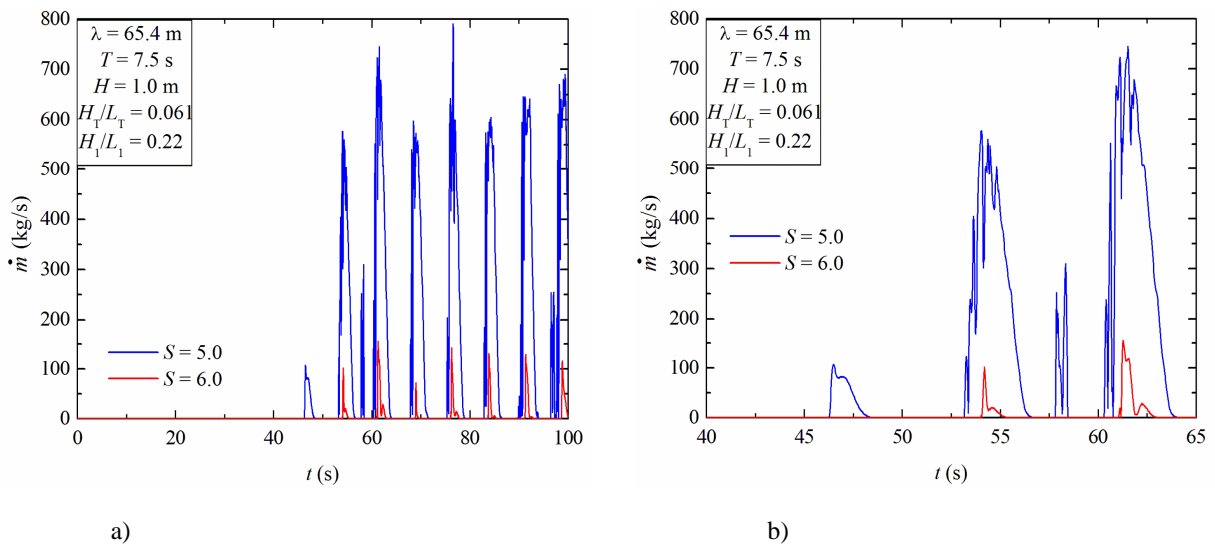 800
700
600
500
400
300
200
100
0
ṁ (kg/s)
λ = 65.4 m
T = 7.5 s
H = 1.0 m
H_T/L_T = 0.061
H_1/L_1 = 0.22
S = 5.0
S = 6.0
0 20 40 60 80 100
t (s)
a)
800
700
600
500
400
300
200
100
0
ṁ (kg/s)
λ = 65.4 m
T = 7.5 s
H = 1.0 m
H_T/L_T = 0.061
H_1/L_1 = 0.22
S = 5.0
S = 6.0
40 45 50 55 60 65
t (s)
b)